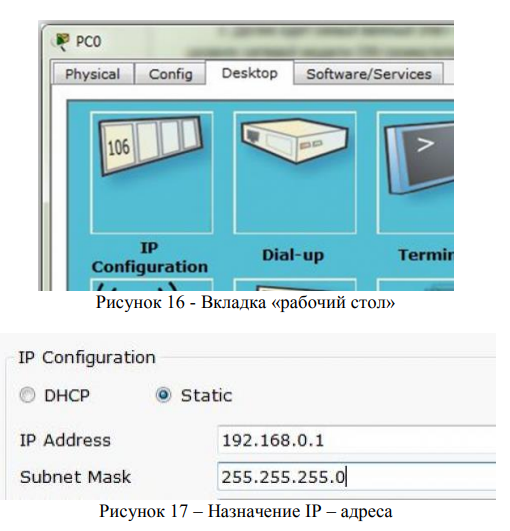 PC0
Physical Config Desktop Software/Services
106
IP Configuration
Dial-up
Рисунок 16 - Вкладка «рабочий стол»
IP Configuration
DHCP Static
IP Address 192.168.0.1
Subnet Mask 255.255.255.0
Рисунок 17 – Назначение IP – адреса